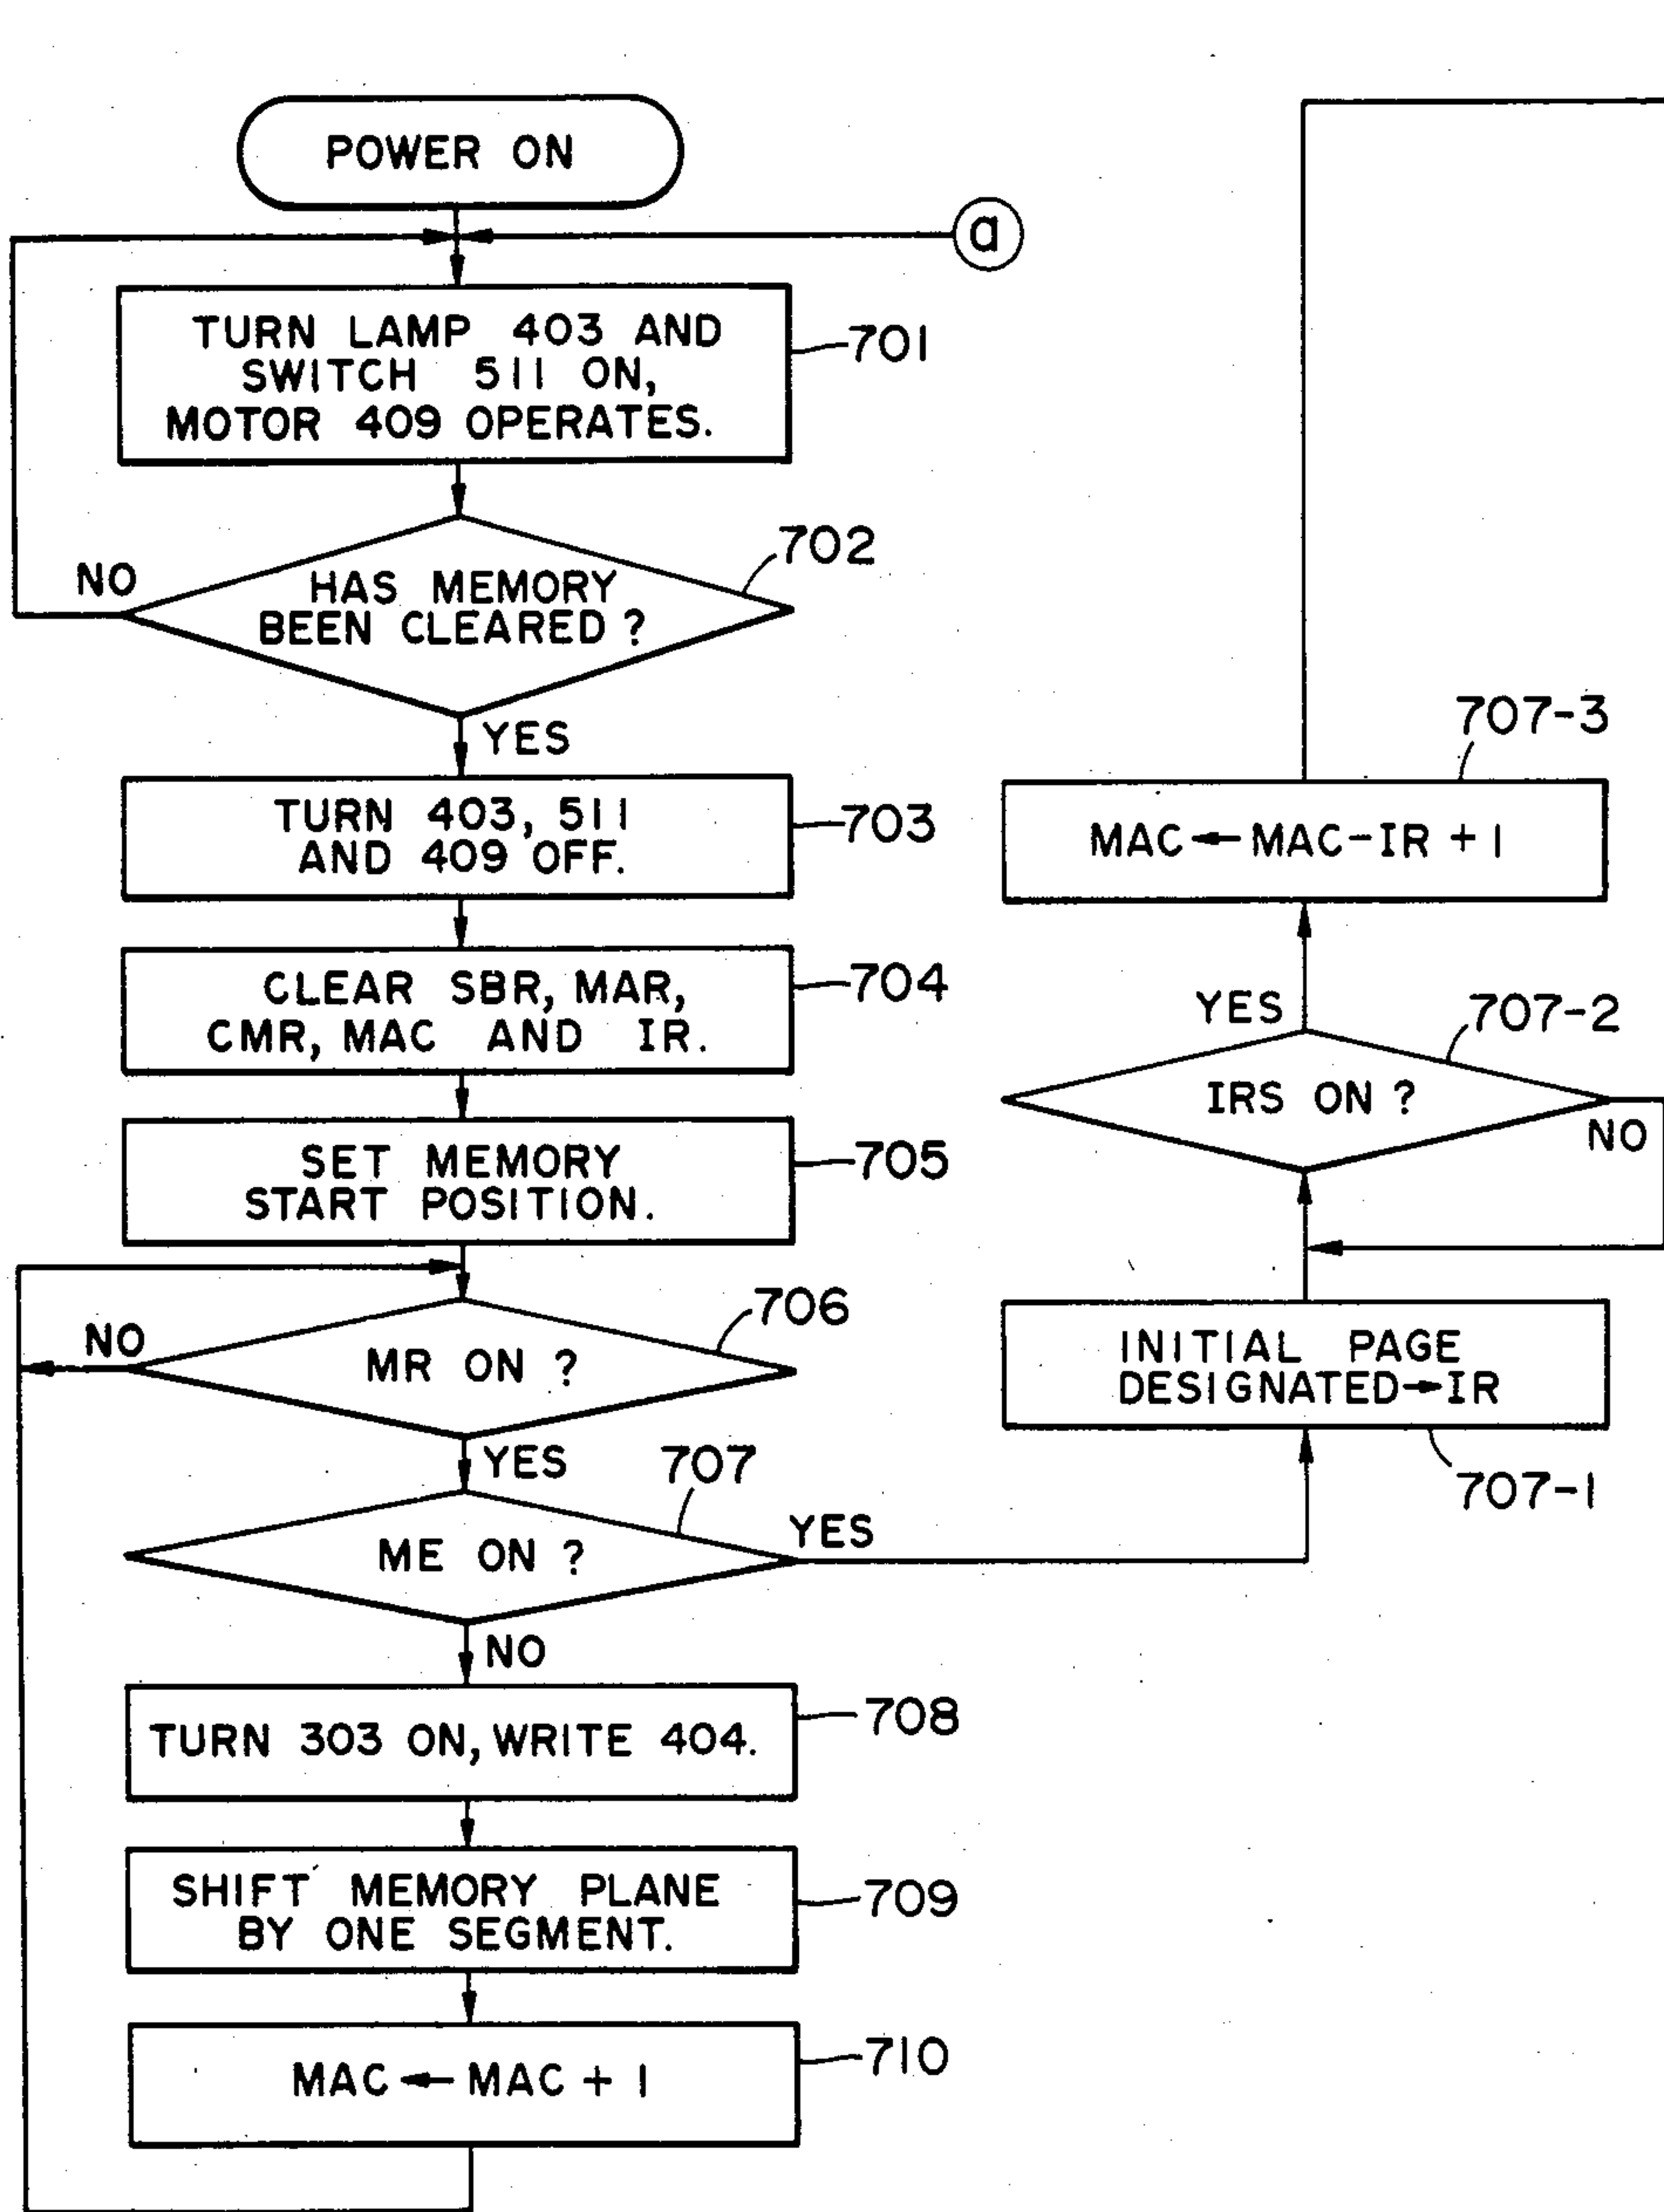 POWER ON
a
TURN LAMP 403 AND
SWITCH 511 ON,
MOTOR 409 OPERATES.
701
702
NO
HAS MEMORY
BEEN CLEARED ?
YES
TURN 403, 511
AND 409 OFF.
703
CLEAR SBR, MAR,
CMR, MAC AND IR.
704
SET MEMORY
START POSITION.
705
706
NO
MR ON ?
YES
707
ME ON ?
YES
NO
TURN 303 ON, WRITE 404.
708
SHIFT MEMORY PLANE
BY ONE SEGMENT.
709
MAC ← MAC + 1
710
707-3
MAC ← MAC-IR + 1
YES
707-2
IRS ON ?
NO
INITIAL PAGE
DESIGNATED → IR
707-1